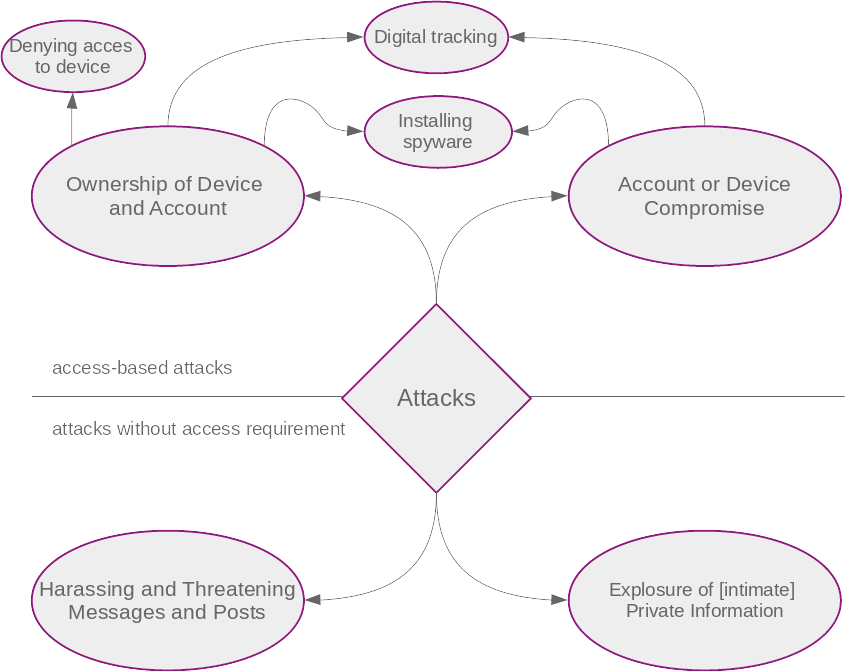 Digital tracking
Denying acces
to device
Installing
spyware
Ownership of Device
and Account
Account or Device
Compromise
access-based attacks
Attacks
attacks without access requirement
Harassing and Threatening
Messages and Posts
Explosure of [intimate]
Private Information